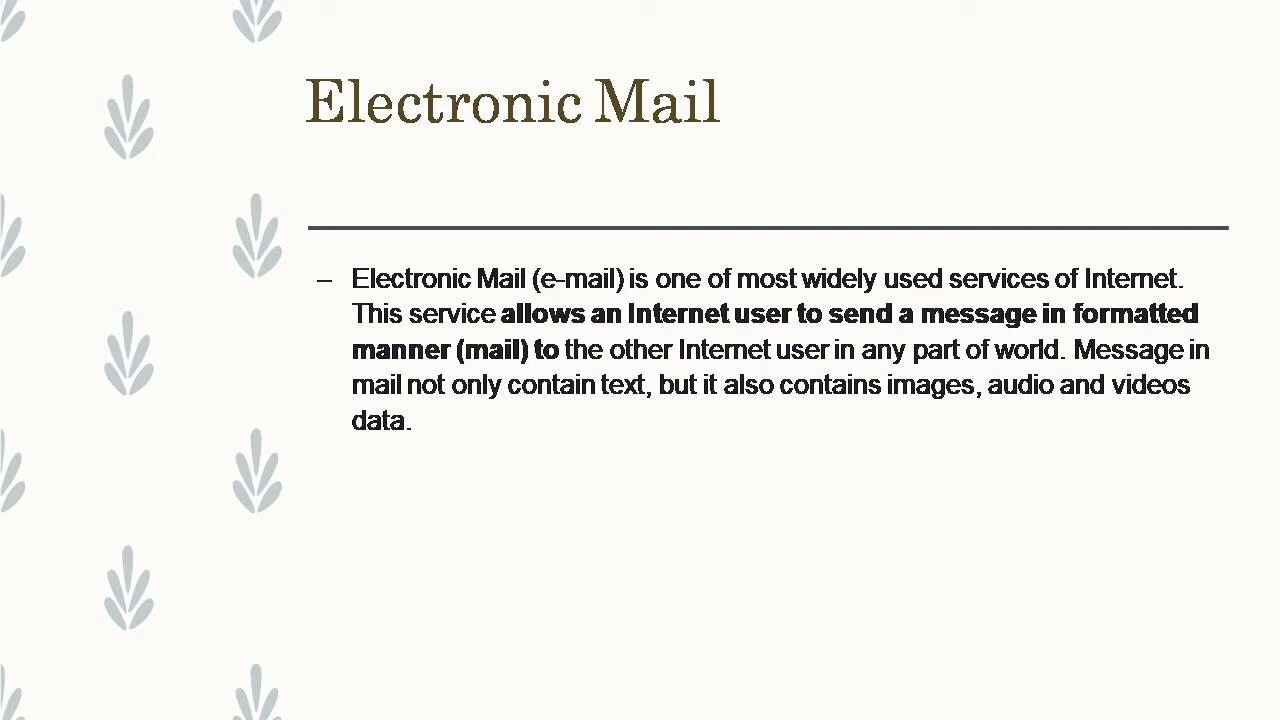 Electronic Mail
– Electronic Mail (e-mail) is one of most widely used services of Internet.
This service allows an Internet user to send a message in formatted
manner (mail) to the other Internet user in any part of world. Message in
mail not only contain text, but it also contains images, audio and videos
data.